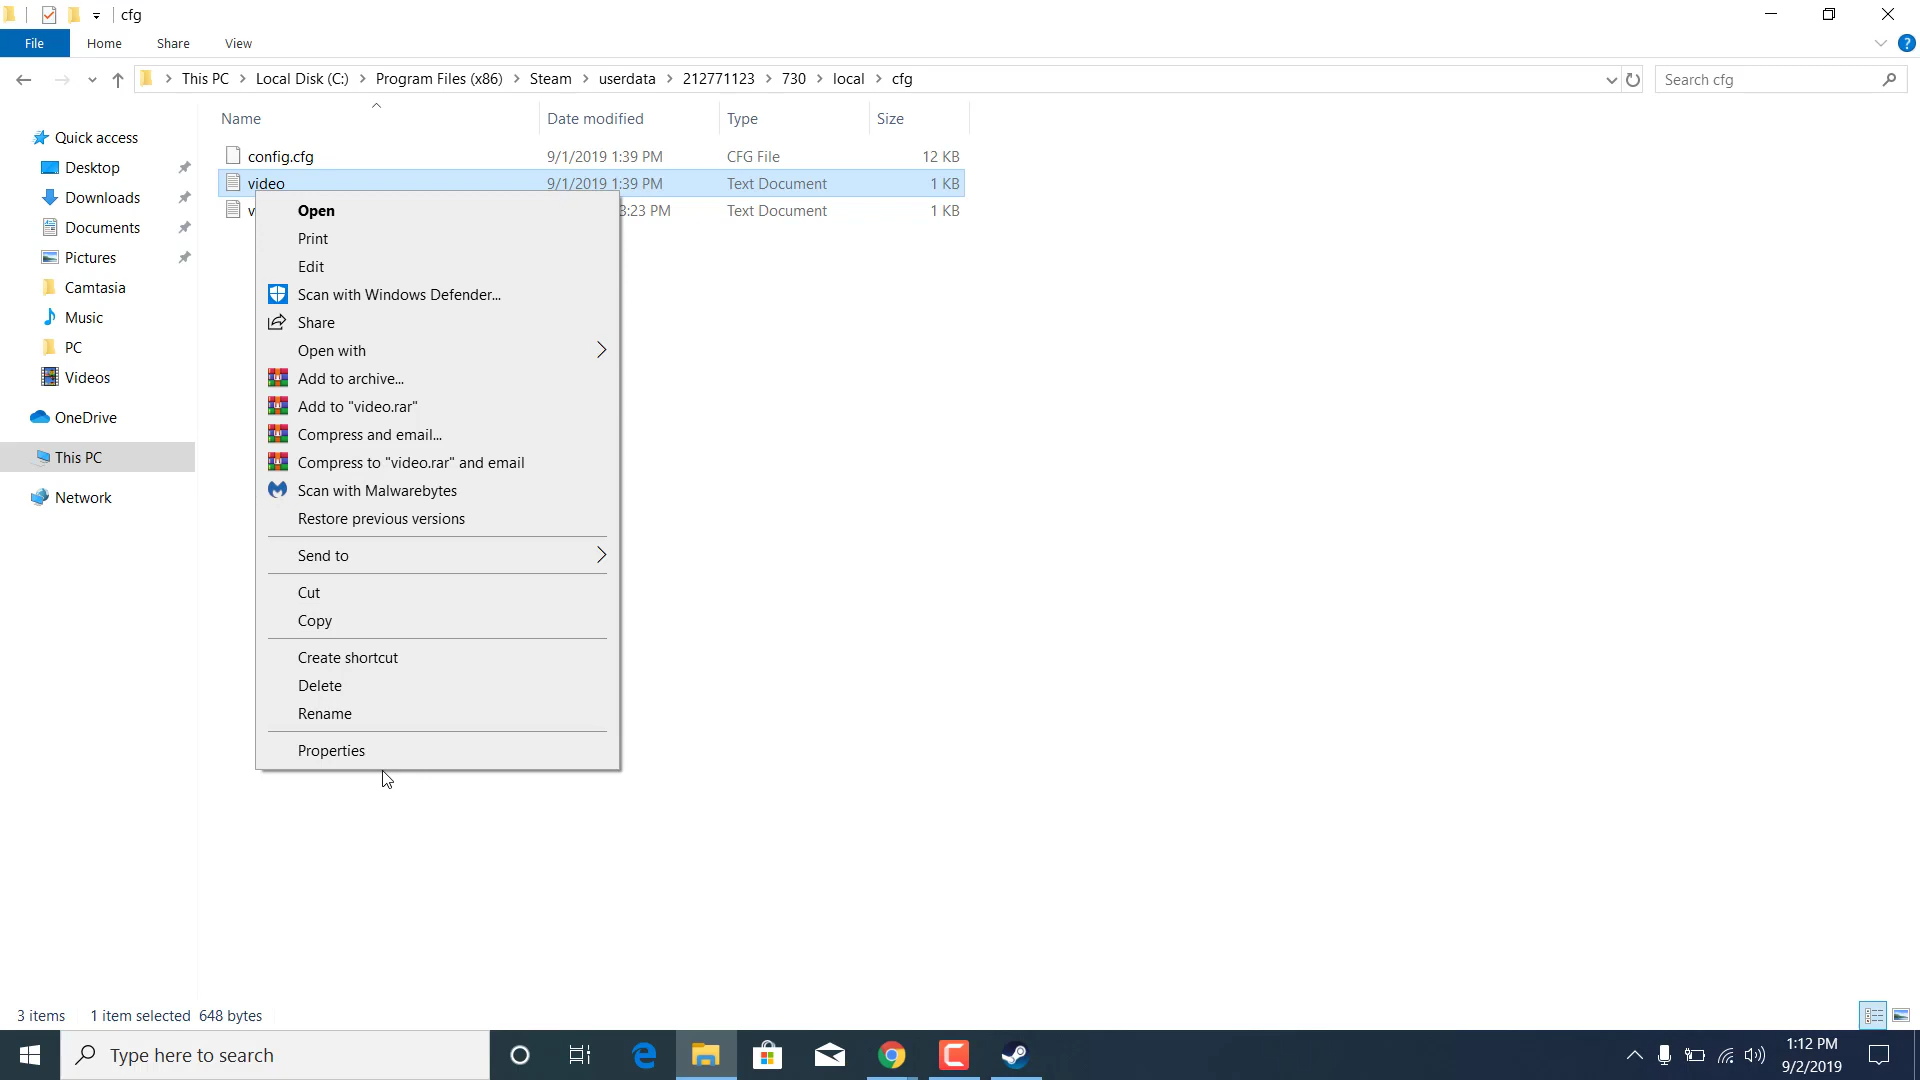 cfg
File Home Share View
This PC Local Disk (C:) Program Files (x86) Steam userdata 212771123 730 local cfg
Search cfg
Name Date modified Type Size
config.cfg 9/1/2019 1:39 PM CFG File 12 KB
video 9/1/2019 1:39 PM Text Document 1 KB
v 3:23 PM Text Document 1 KB
Quick access
Desktop
Downloads
Documents
Pictures
Camtasia
Music
PC
Videos
OneDrive
This PC
Network
Open
Print
Edit
Scan with Windows Defender...
Share
Open with
Add to archive...
Add to "video.rar"
Compress and email...
Compress to "video.rar" and email
Scan with Malwarebytes
Restore previous versions
Send to
Cut
Copy
Create shortcut
Delete
Rename
Properties
3 items 1 item selected 648 bytes
Type here to search
1:12 PM
9/2/2019